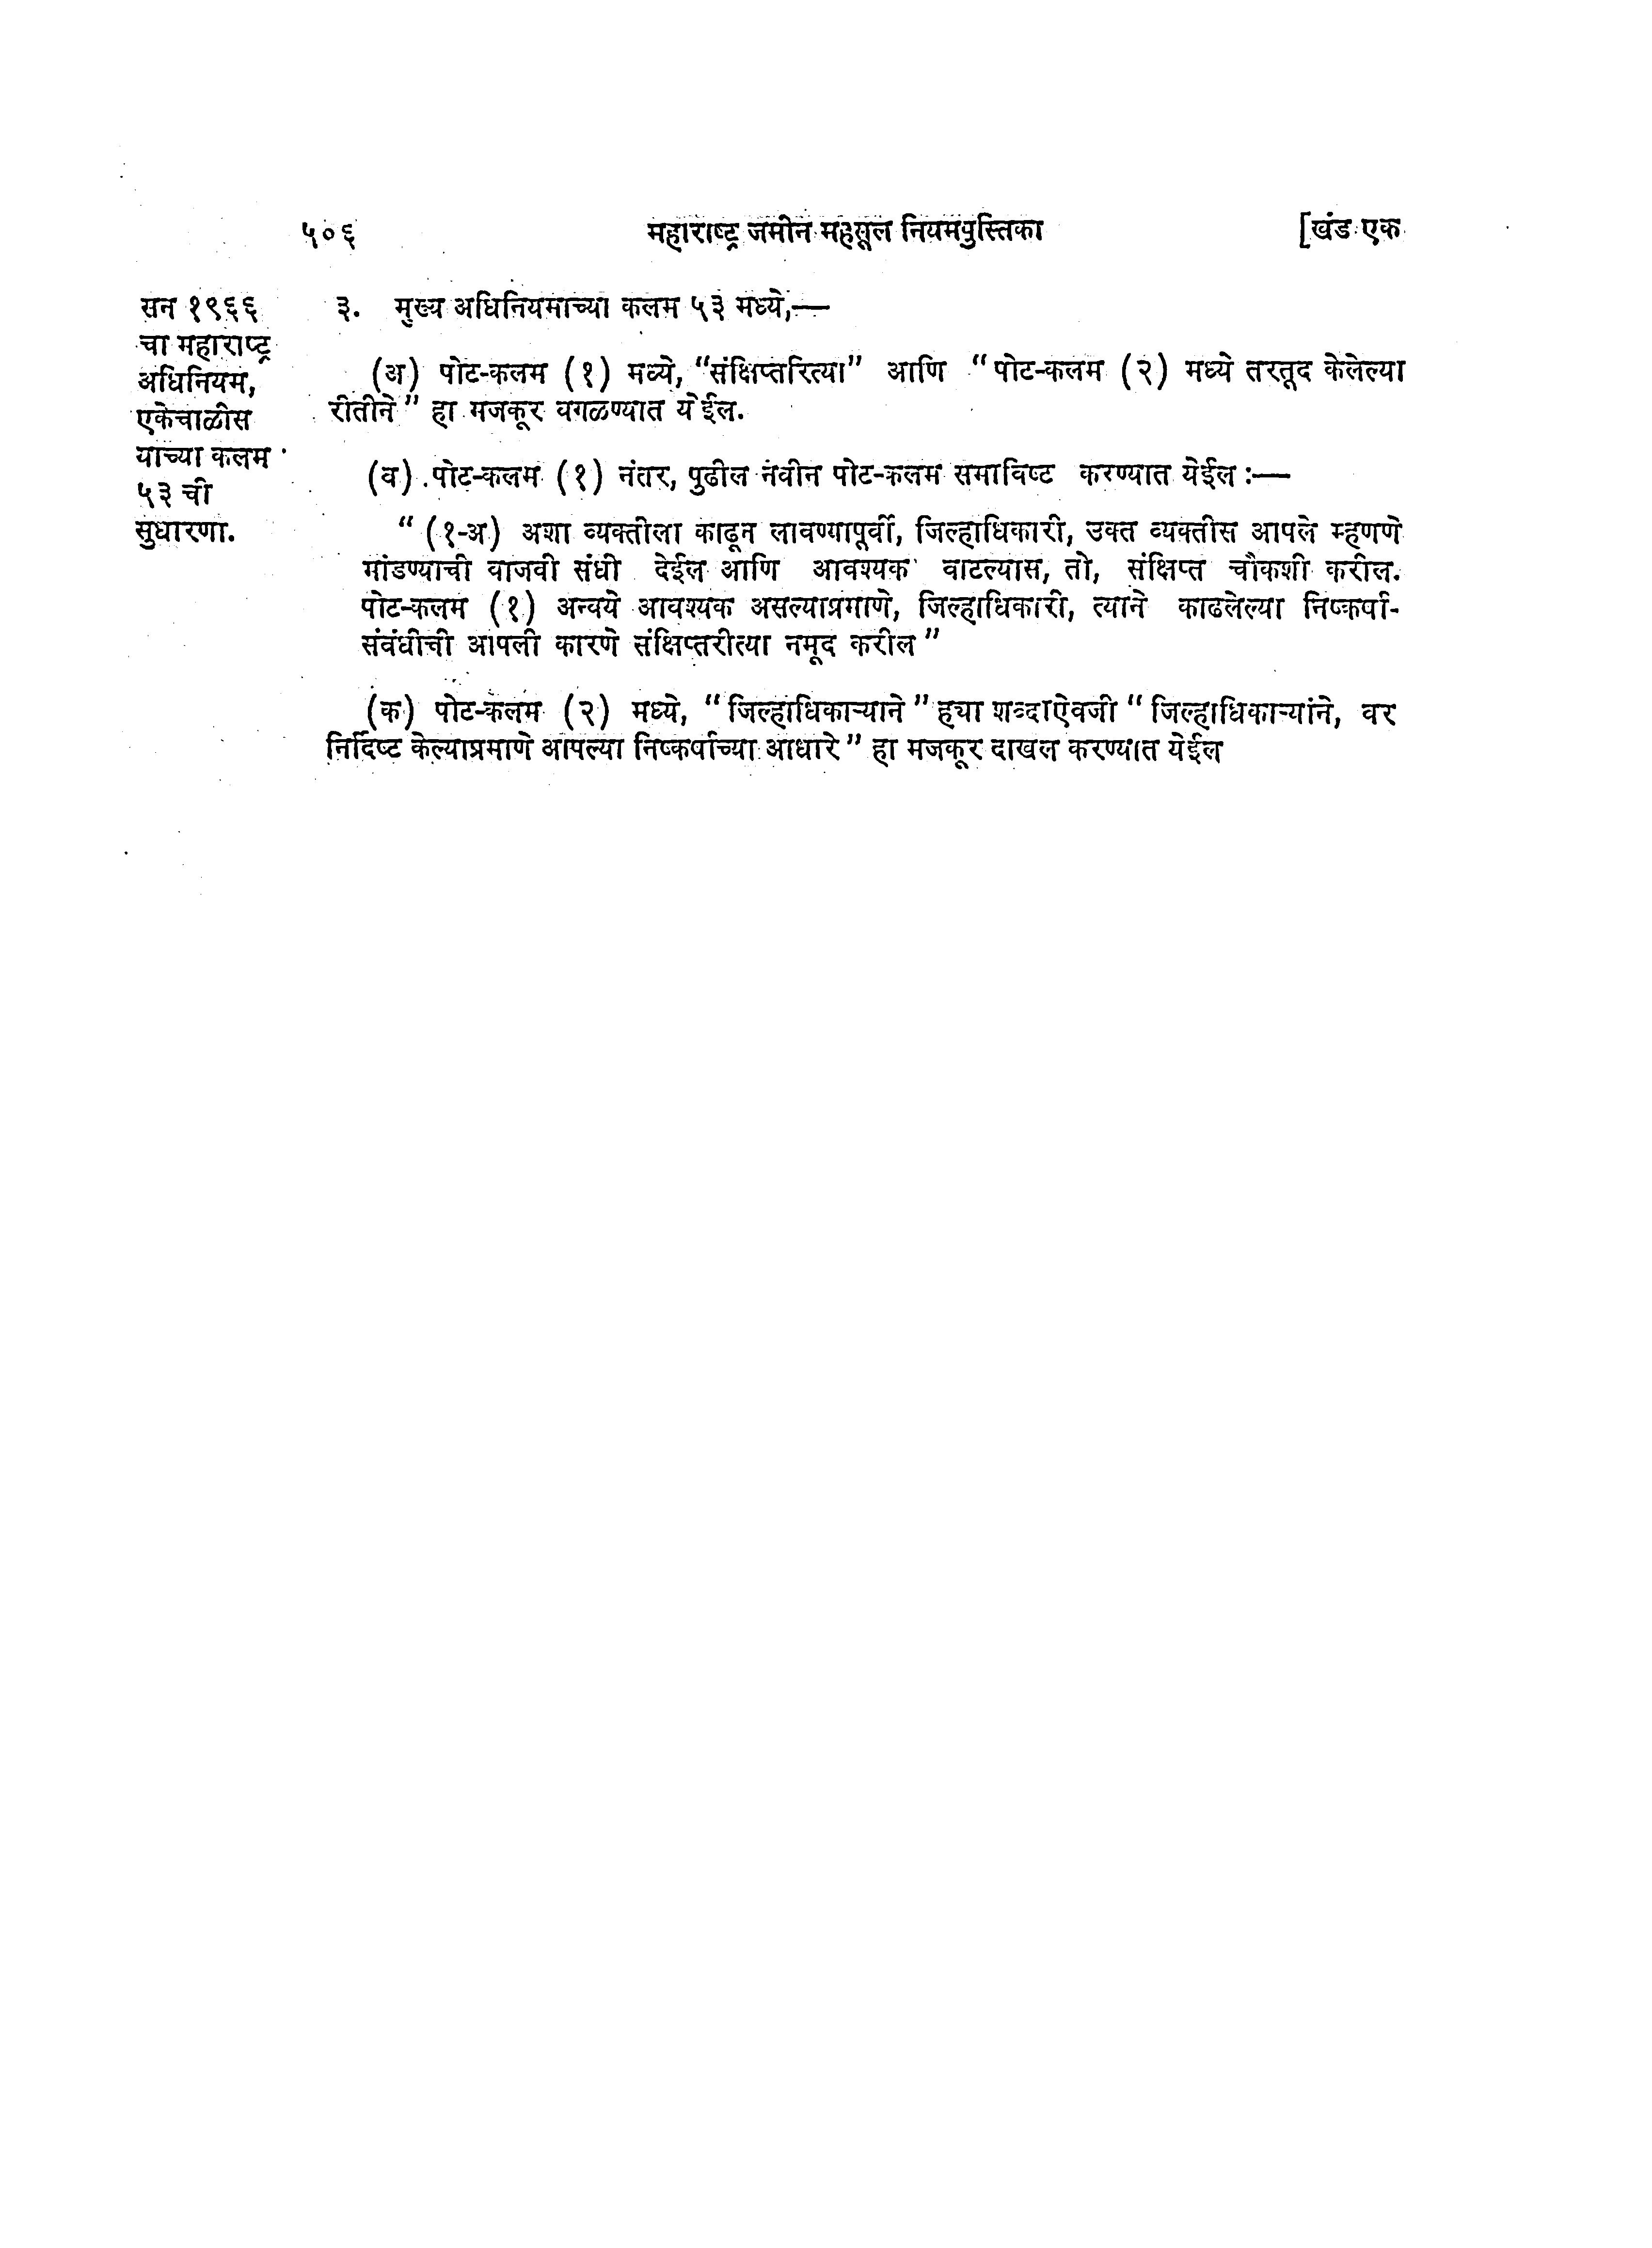 ५०६ महाराष्ट्र जमीन महसूल नियमपुस्तिका [खंड एक
सन १९६६
चा महाराष्ट्र
अधिनियम,
एकेचाळीस
याच्या कलम
५३ ची
सुधारणा.
३. मुख्य अधिनियमाच्या कलम ५३ मध्ये,—
(अ) पोट-कलम (१) मध्ये, “संक्षिप्तरित्या” आणि “पोट-कलम (२) मध्ये तरतूद केलेल्या
रीतीने” हा मजकूर वगळण्यात येईल.
(ब) पोट-कलम (१) नंतर, पुढील नवीन पोट-कलम समाविष्ट करण्यात येईल :—
“(१-अ) अशा व्यक्तीला काढून लावण्यापूर्वी, जिल्हाधिकारी, उक्त व्यक्तीस आपले म्हणणे
मांडण्याची वाजवी संधी देईल आणि आवश्यक वाटल्यास, तो, संक्षिप्त चौकशी करील.
पोट-कलम (१) अन्वये आवश्यक असल्याप्रमाणे, जिल्हाधिकारी, त्याने काढलेल्या निष्कर्षा-
संबंधीची आपली कारणे संक्षिप्तरीत्या नमूद करील”
(क) पोट-कलम (२) मध्ये, “जिल्हाधिकाऱ्याने” ह्या शब्दाऐवजी “जिल्हाधिकाऱ्यांने, वर
निर्दिष्ट केल्याप्रमाणे आपल्या निष्कर्षाच्या आधारे” हा मजकूर दाखल करण्यात येईल